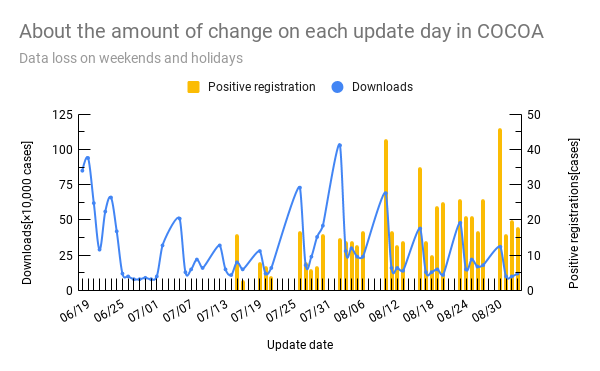 About the amount of change on each update day in COCOA
Data loss on weekends and holidays
Positive registration Downloads
125
100
75
50
25
0
50
40
30
20
10
0
Downloads[x10,000 cases]
Positive registrations[cases]
06/19 06/25 07/01 07/07 07/13 07/19 07/25 07/31 08/06 08/12 08/18 08/24 08/30
Update date